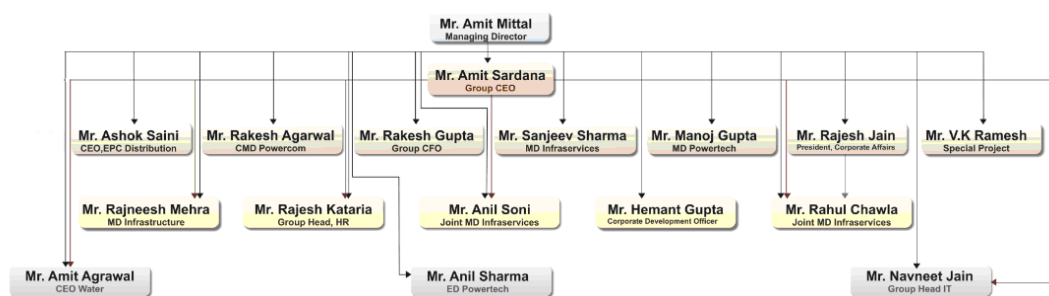 Mr. Amit Mittal
Managing Director
Mr. Amit Sardana
Group CEO
Mr. Ashok Saini
CEO,EPC Distribution
Mr. Rakesh Agarwal
CMD Powercom
Mr. Rakesh Gupta
Group CFO
Mr. Sanjeev Sharma
MD Infraservices
Mr. Manoj Gupta
MD Powertech
Mr. Rajesh Jain
President, Corporate Affairs
Mr. V.K Ramesh
Special Project
Mr. Rajneesh Mehra
MD Infrastructure
Mr. Rajesh Kataria
Group Head, HR
Mr. Anil Soni
Joint MD Infraservices
Mr. Hemant Gupta
Corporate Development Officer
Mr. Rahul Chawla
Joint MD Infraservices
Mr. Amit Agrawal
CEO Water
Mr. Anil Sharma
ED Powertech
Mr. Navneet Jain
Group Head IT